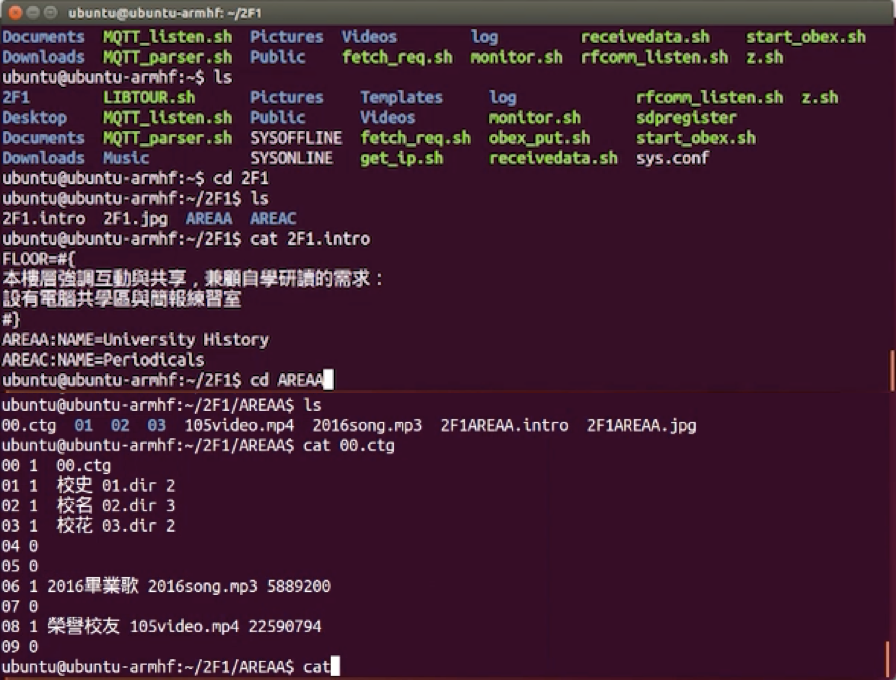 ubuntu@ubuntu-armhf: ~/2F1
Documents MQTT_listen.sh Pictures Videos log receivedata.sh start_obex.sh
Downloads MQTT_parser.sh Public fetch_req.sh monitor.sh rfcomm_listen.sh z.sh
ubuntu@ubuntu-armhf:~$ ls
2F1 LIBTOUR.sh Pictures Templates log rfcomm_listen.sh z.sh
Desktop MQTT_listen.sh Public Videos monitor.sh sdpregister
Documents MQTT_parser.sh SYSOFFLINE fetch_req.sh obex_put.sh start_obex.sh
Downloads Music SYSONLINE get_ip.sh receivedata.sh sys.conf
ubuntu@ubuntu-armhf:~$ cd 2F1
ubuntu@ubuntu-armhf:~/2F1$ ls
2F1.intro 2F1.jpg AREAA AREAC
ubuntu@ubuntu-armhf:~/2F1$ cat 2F1.intro
FLOOR=#{
本樓層強調互動與共享，兼顧自學研讀的需求：
設有電腦共學區與簡報練習室
#}
AREAA:NAME=University History
AREAC:NAME=Periodicals
ubuntu@ubuntu-armhf:~/2F1$ cd AREAA
ubuntu@ubuntu-armhf:~/2F1/AREAA$ ls
00.ctg 01 02 03 105video.mp4 2016song.mp3 2F1AREAA.intro 2F1AREAA.jpg
ubuntu@ubuntu-armhf:~/2F1/AREAA$ cat 00.ctg
00 1 00.ctg
01 1 校史 01.dir 2
02 1 校名 02.dir 3
03 1 校花 03.dir 2
04 0
05 0
06 1 2016畢業歌 2016song.mp3 5889200
07 0
08 1 榮譽校友 105video.mp4 22590794
09 0
ubuntu@ubuntu-armhf:~/2F1/AREAA$ cat